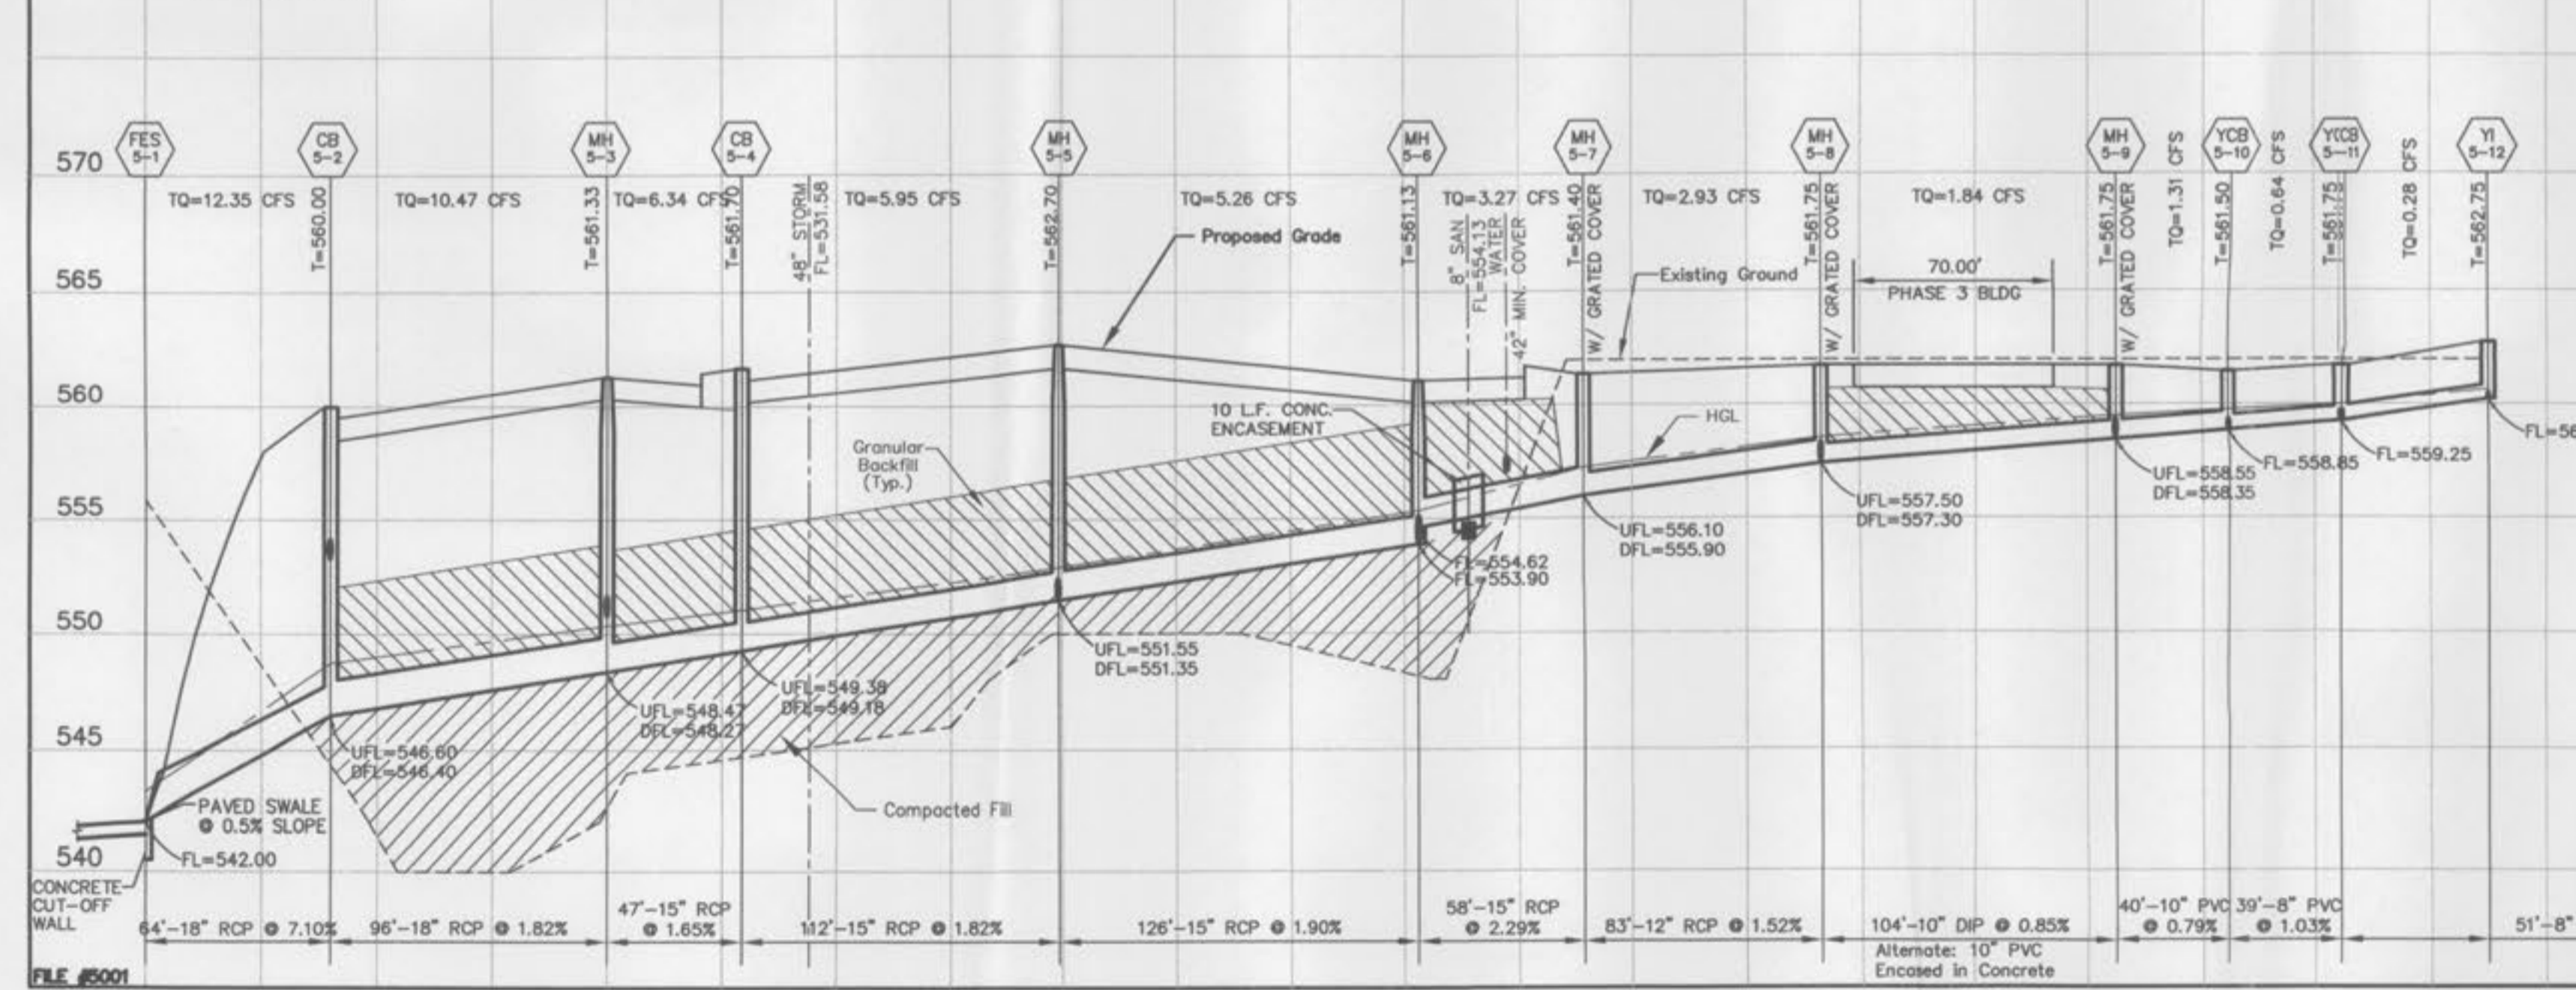 FES
5-1
CB
5-2
MH
5-3
CB
5-4
MH
5-5
MH
5-6
MH
5-7
MH
5-8
MH
5-9
YCB
5-10
5-11
YI
5-12
570
565
560
555
550
545
540
TQ=12.35 CFS
T=560.00
TQ=10.47 CFS
T=561.33
TQ=6.34 CFS
T=561.70
48" STORM
FL=531.58
TQ=5.95 CFS
T=562.70
TQ=5.26 CFS
T=561.13
TQ=3.27 CFS
8" SAN
FL=554.13
WATER
42" MIN. COVER
T=561.40
W/ GRATED COVER
TQ=2.93 CFS
T=561.75
W/ GRATED COVER
TQ=1.84 CFS
T=561.75
W/ GRATED COVER
TQ=1.31 CFS
T=561.50
TQ=0.64 CFS
T=561.75
TQ=0.28 CFS
T=562.75
Proposed Grade
Existing Ground
70.00'
PHASE 3 BLDG
10 L.F. CONC.
ENCASEMENT
HGL
Granular
Backfill
(Typ.)
Compacted Fill
PAVED SWALE
@ 0.5% SLOPE
FL=542.00
CONCRETE
CUT-OFF
WALL
UFL=546.60
DFL=546.40
UFL=548.47
DFL=548.27
UFL=549.38
DFL=549.18
UFL=551.55
DFL=551.35
FL=554.62
FL=553.90
UFL=556.10
DFL=555.90
UFL=557.50
DFL=557.30
UFL=558.55
DFL=558.35
FL=558.85
FL=559.25
FL=56
64'-18" RCP @ 7.10%
96'-18" RCP @ 1.82%
47'-15" RCP
@ 1.65%
112'-15" RCP @ 1.82%
126'-15" RCP @ 1.90%
58'-15" RCP
@ 2.29%
83'-12" RCP @ 1.52%
104'-10" DIP @ 0.85%
Alternate: 10" PVC
Encased in Concrete
40'-10" PVC
@ 0.79%
39'-8" PVC
@ 1.03%
51'-8"
FILE #5001